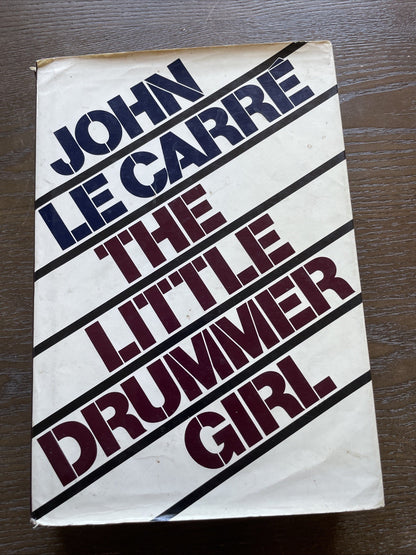 JOHN
LE CARRÉ
THE
LITTLE
DRUMMER
GIRL